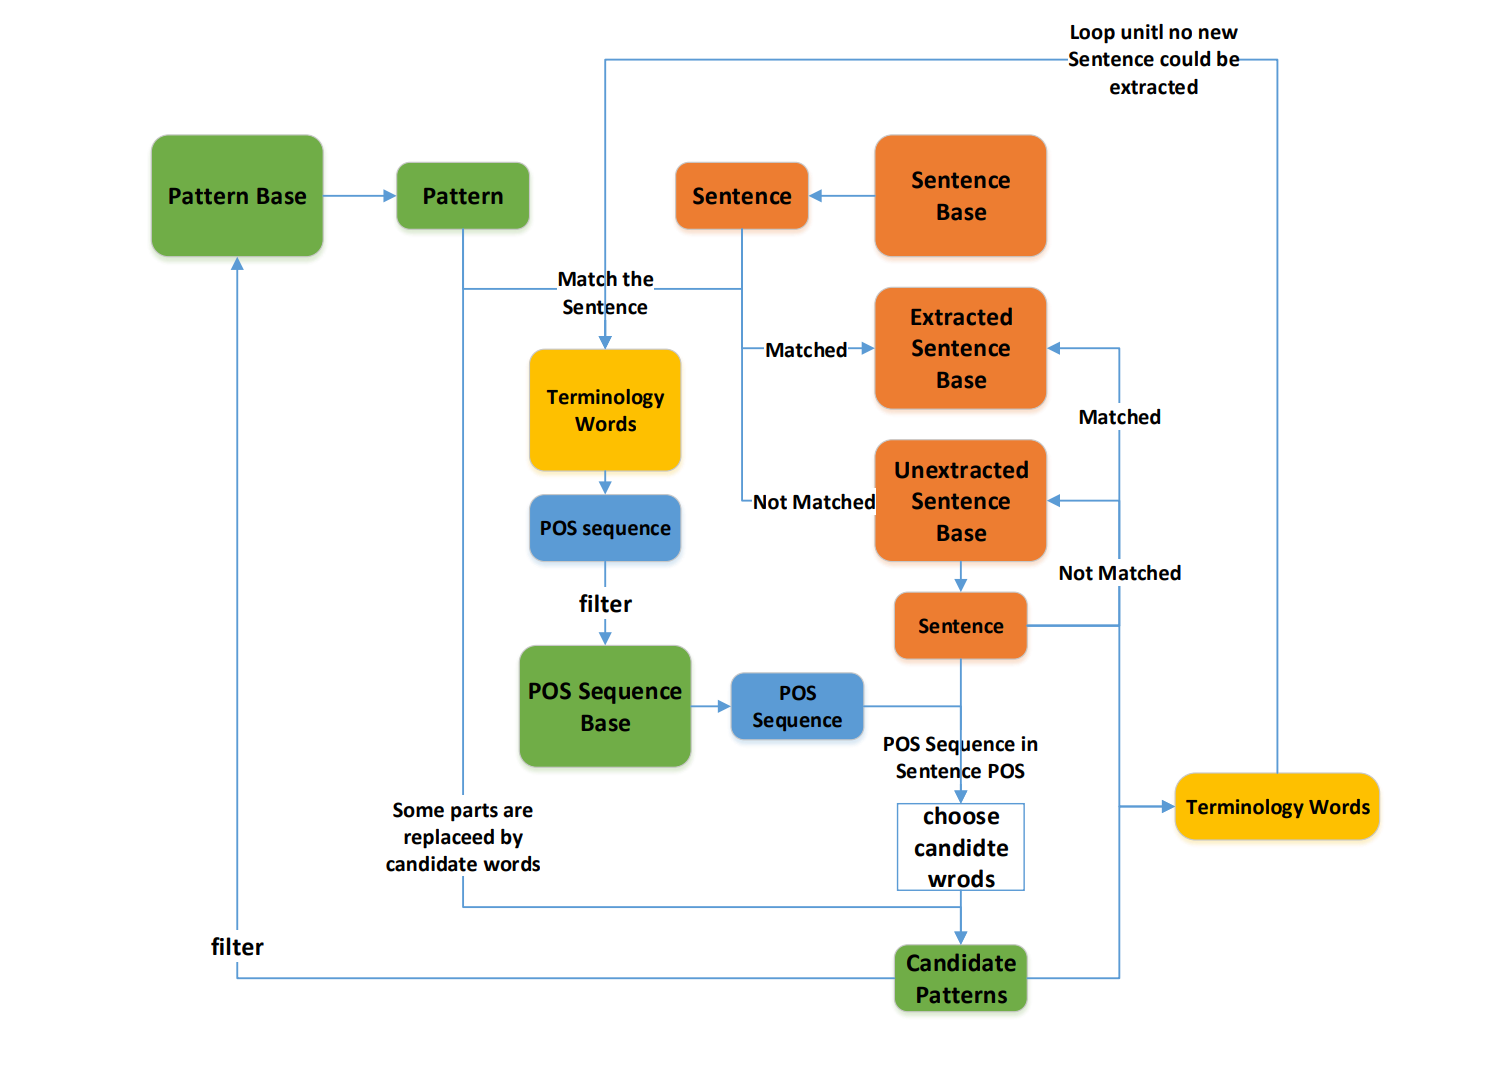 Loop unitl no new
Sentence could be
extracted
Pattern Base
Pattern
Sentence
Sentence
Base
Match the
Sentence
Extracted
Sentence
Base
Matched
Terminology
Words
Matched
Unextracted
Sentence
Base
Not Matched
POS sequence
Not Matched
filter
Sentence
POS Sequence
Base
POS
Sequence
POS Sequence in
Sentence POS
Some parts are
replaceed by
candidate words
choose
candidte
wrods
Terminology Words
filter
Candidate
Patterns